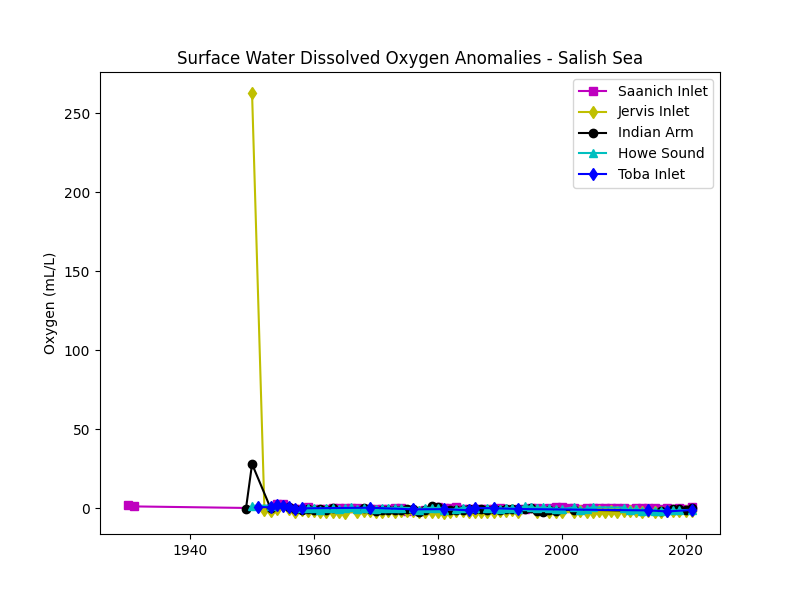 Surface Water Dissolved Oxygen Anomalies - Salish Sea
Saanich Inlet
Jervis Inlet
Indian Arm
Howe Sound
Toba Inlet
Oxygen (mL/L)
250
200
150
100
50
0
1940
1960
1980
2000
2020